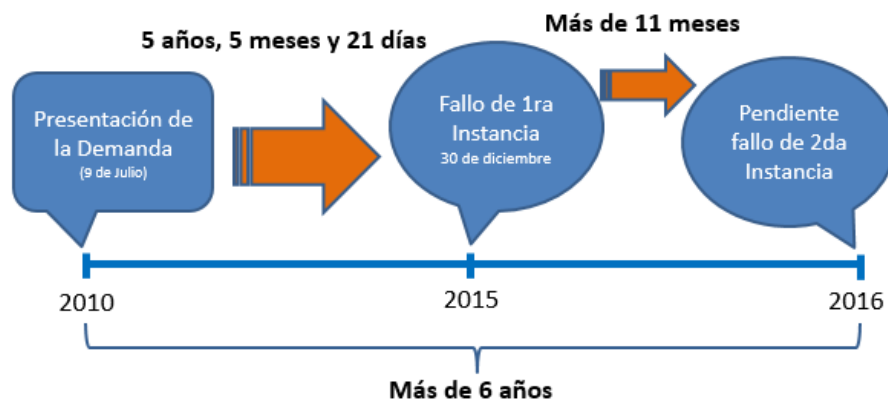 5 años, 5 meses y 21 días
Más de 11 meses
Presentación de
la Demanda
(9 de Julio)
Fallo de 1ra
Instancia
30 de diciembre
Pendiente
fallo de 2da
Instancia
2010
2015
2016
Más de 6 años